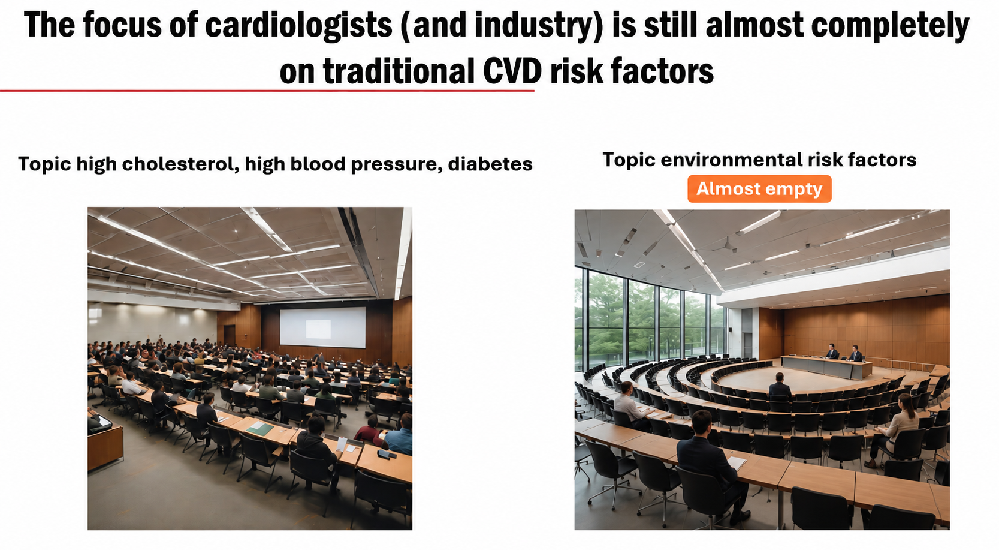 The focus of cardiologists (and industry) is still almost completely
on traditional CVD risk factors
Topic high cholesterol, high blood pressure, diabetes
Topic environmental risk factors
Almost empty